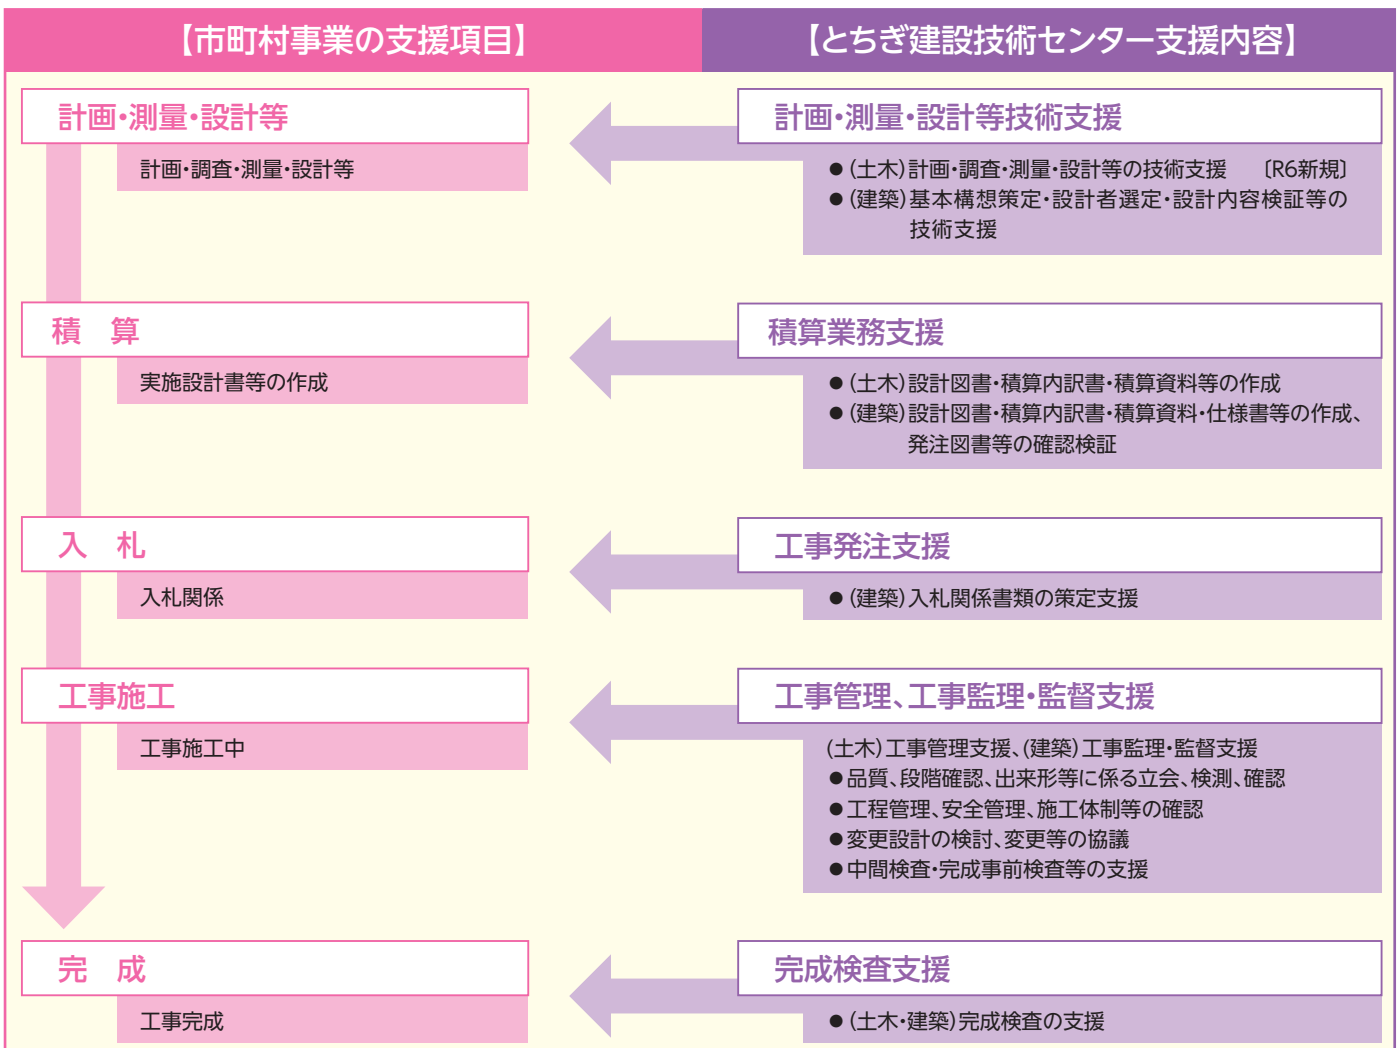 【市町村事業の支援項目】
【とちぎ建設技術センター支援内容】
計画・測量・設計等
計画・調査・測量・設計等
計画・測量・設計等技術支援
●(土木)計画・調査・測量・設計等の技術支援　〔R6新規〕
●(建築)基本構想策定・設計者選定・設計内容検証等の
技術支援
積　算
実施設計書等の作成
積算業務支援
●(土木)設計図書・積算内訳書・積算資料等の作成
●(建築)設計図書・積算内訳書・積算資料・仕様書等の作成、
発注図書等の確認検証
入　札
入札関係
工事発注支援
●(建築)入札関係書類の策定支援
工事施工
工事施工中
工事管理、工事監理・監督支援
(土木)工事管理支援、(建築)工事監理・監督支援
●品質、段階確認、出来形等に係る立会、検測、確認
●工程管理、安全管理、施工体制等の確認
●変更設計の検討、変更等の協議
●中間検査・完成事前検査等の支援
完　成
工事完成
完成検査支援
●(土木・建築)完成検査の支援